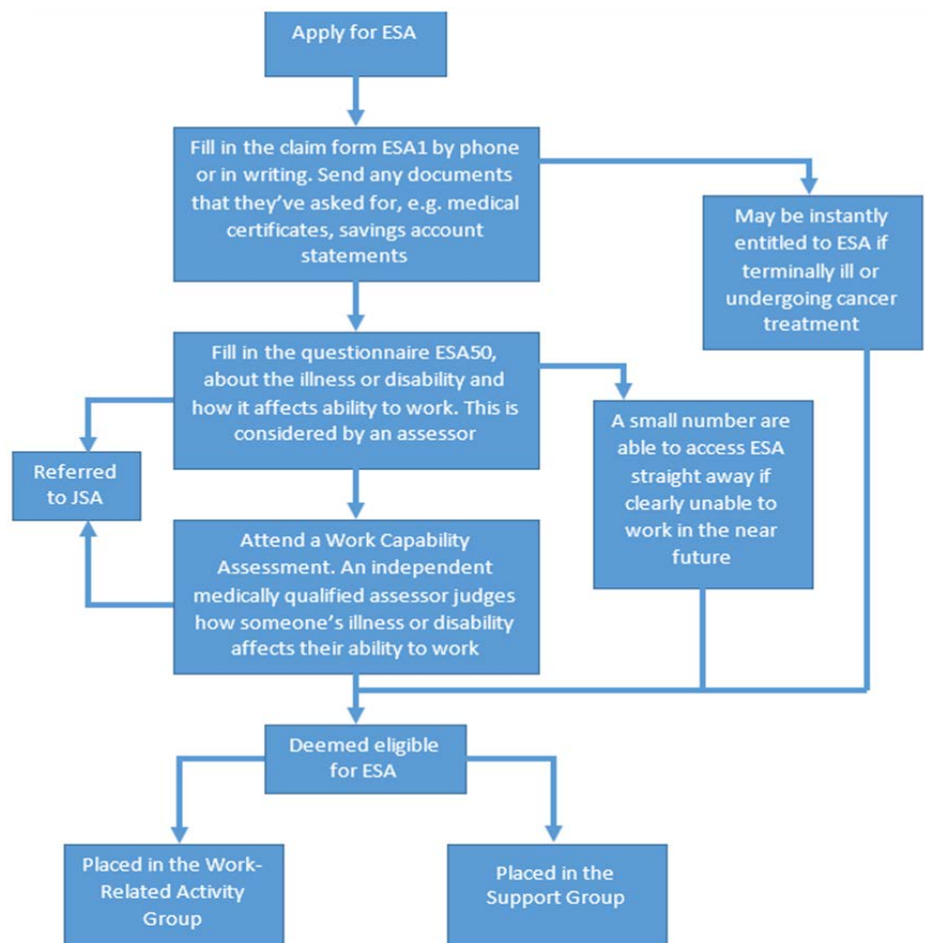 Apply for ESA
Fill in the claim form ESA1 by phone
or in writing. Send any documents
that they’ve asked for, e.g. medical
certificates, savings account
statements
May be instantly
entitled to ESA if
terminally ill or
undergoing cancer
treatment
Fill in the questionnaire ESA50,
about the illness or disability and
how it affects ability to work. This is
considered by an assessor
A small number are
able to access ESA
straight away if
clearly unable to
work in the near
future
Referred
to JSA
Attend a Work Capability
Assessment. An independent
medically qualified assessor judges
how someone’s illness or disability
affects their ability to work
Deemed eligible
for ESA
Placed in the Work-
Related Activity
Group
Placed in the
Support Group